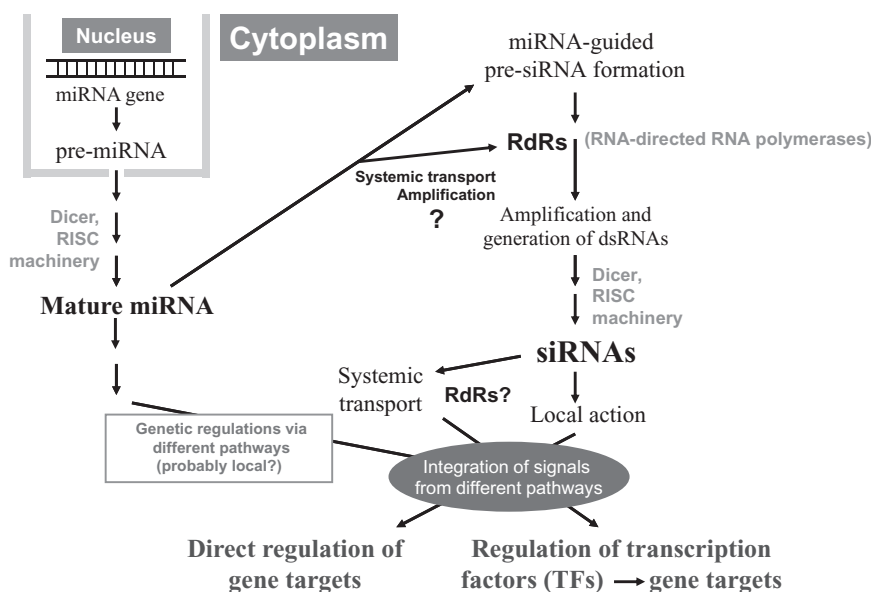 Nucleus
Cytoplasm
miRNA gene
pre-miRNA
Dicer,
RISC
machinery
Mature miRNA
miRNA-guided
pre-siRNA formation
RdRs
(RNA-directed RNA polymerases)
Systemic transport
Amplification
?
Amplification and
generation of dsRNAs
Dicer,
RISC
machinery
siRNAs
Systemic
transport
RdRs?
Local action
Genetic regulations via
different pathways
(probably local?)
Integration of signals
from different pathways
Direct regulation of
gene targets
Regulation of transcription
factors (TFs) → gene targets